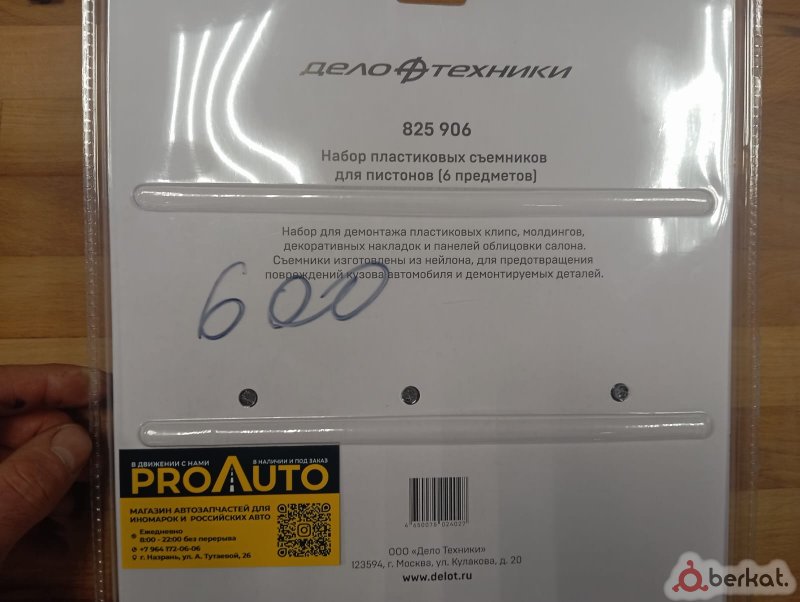 ДЕЛО ТЕХНИКИ
825 906
Набор пластиковых съемников
для пистонов (6 предметов)
Набор для демонтажа пластиковых клипс, молдингов,
декоративных накладок и панелей облицовки салона.
Съемники изготовлены из нейлона, для предотвращения
повреждений кузова автомобиля и демонтируемых деталей.
600
В ДВИЖЕНИИ С НАМИ
В НАЛИЧИИ И ПОД ЗАКАЗ
PROAUTO
МАГАЗИН АВТОЗАПЧАСТЕЙ ДЛЯ
ИНОМАРОК И РОССИЙСКИХ АВТО
Ежедневно
8:00 - 22:00 без перерыва
+7 964 172-06-06
г. Назрань, ул. А. Тутаевой, 26
4 650075 024027
ООО «Дело Техники»
123594, г. Москва, ул. Кулакова, д. 20
www.delot.ru
berkat.